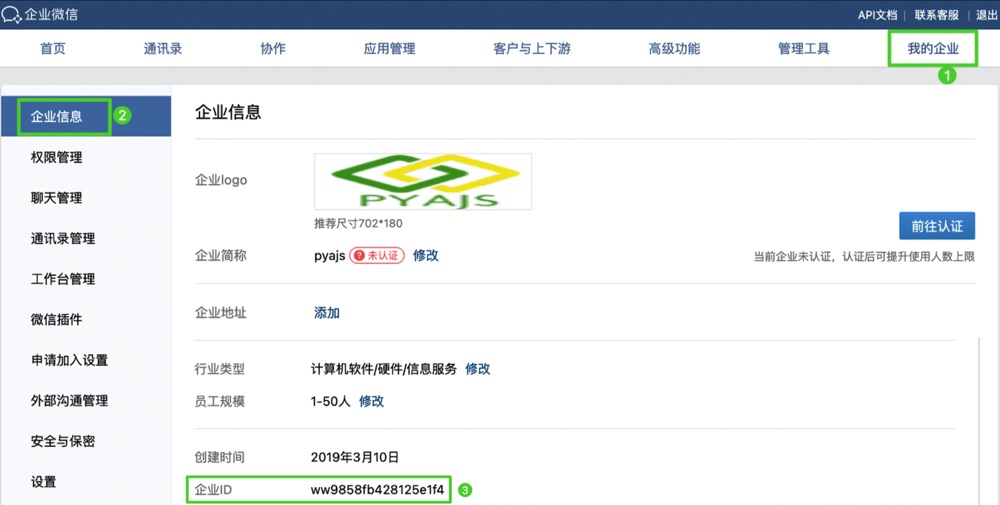 企业微信
API文档 | 联系客服 | 退出
首页 通讯录 协作 应用管理 客户与上下游 高级功能 管理工具 我的企业
1
企业信息 2
权限管理
聊天管理
通讯录管理
工作台管理
微信插件
申请加入设置
外部沟通管理
安全与保密
设置
企业信息
企业logo
PYAJS
推荐尺寸702*180
前往认证
企业简称 pyajs ? 未认证 修改
当前企业未认证，认证后可提升使用人数上限
企业地址 添加
行业类型 计算机软件/硬件/信息服务 修改
员工规模 1-50人 修改
创建时间 2019年3月10日
企业ID ww9858fb428125e1f4 3